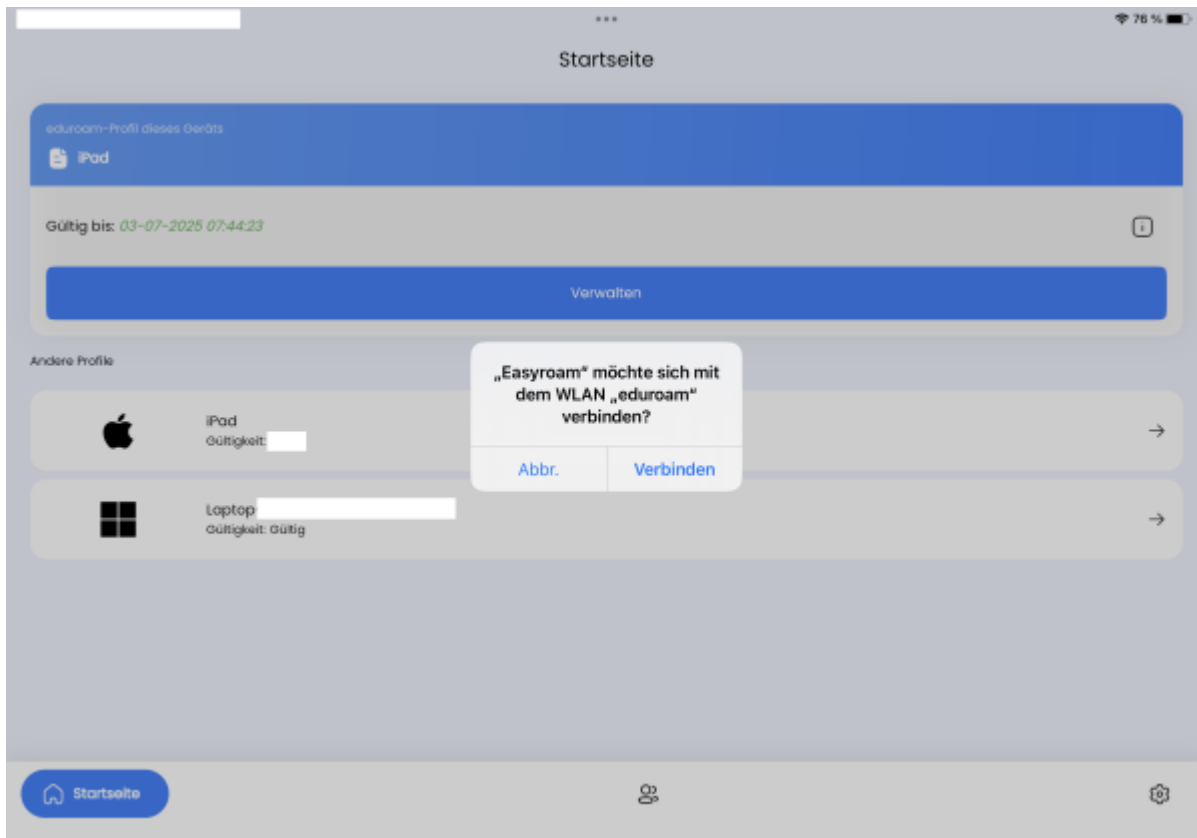 76 %
Startseite
eduroam-Profil dieses Geräts
iPad
Gültig bis: 03-07-2025 07:44:23
Verwalten
Andere Profile
„Easyroam“ möchte sich mit
dem WLAN „eduroam“
verbinden?
Abbr.
Verbinden
iPad
Gültigkeit:
Laptop
Gültigkeit: Gültig
Startseite